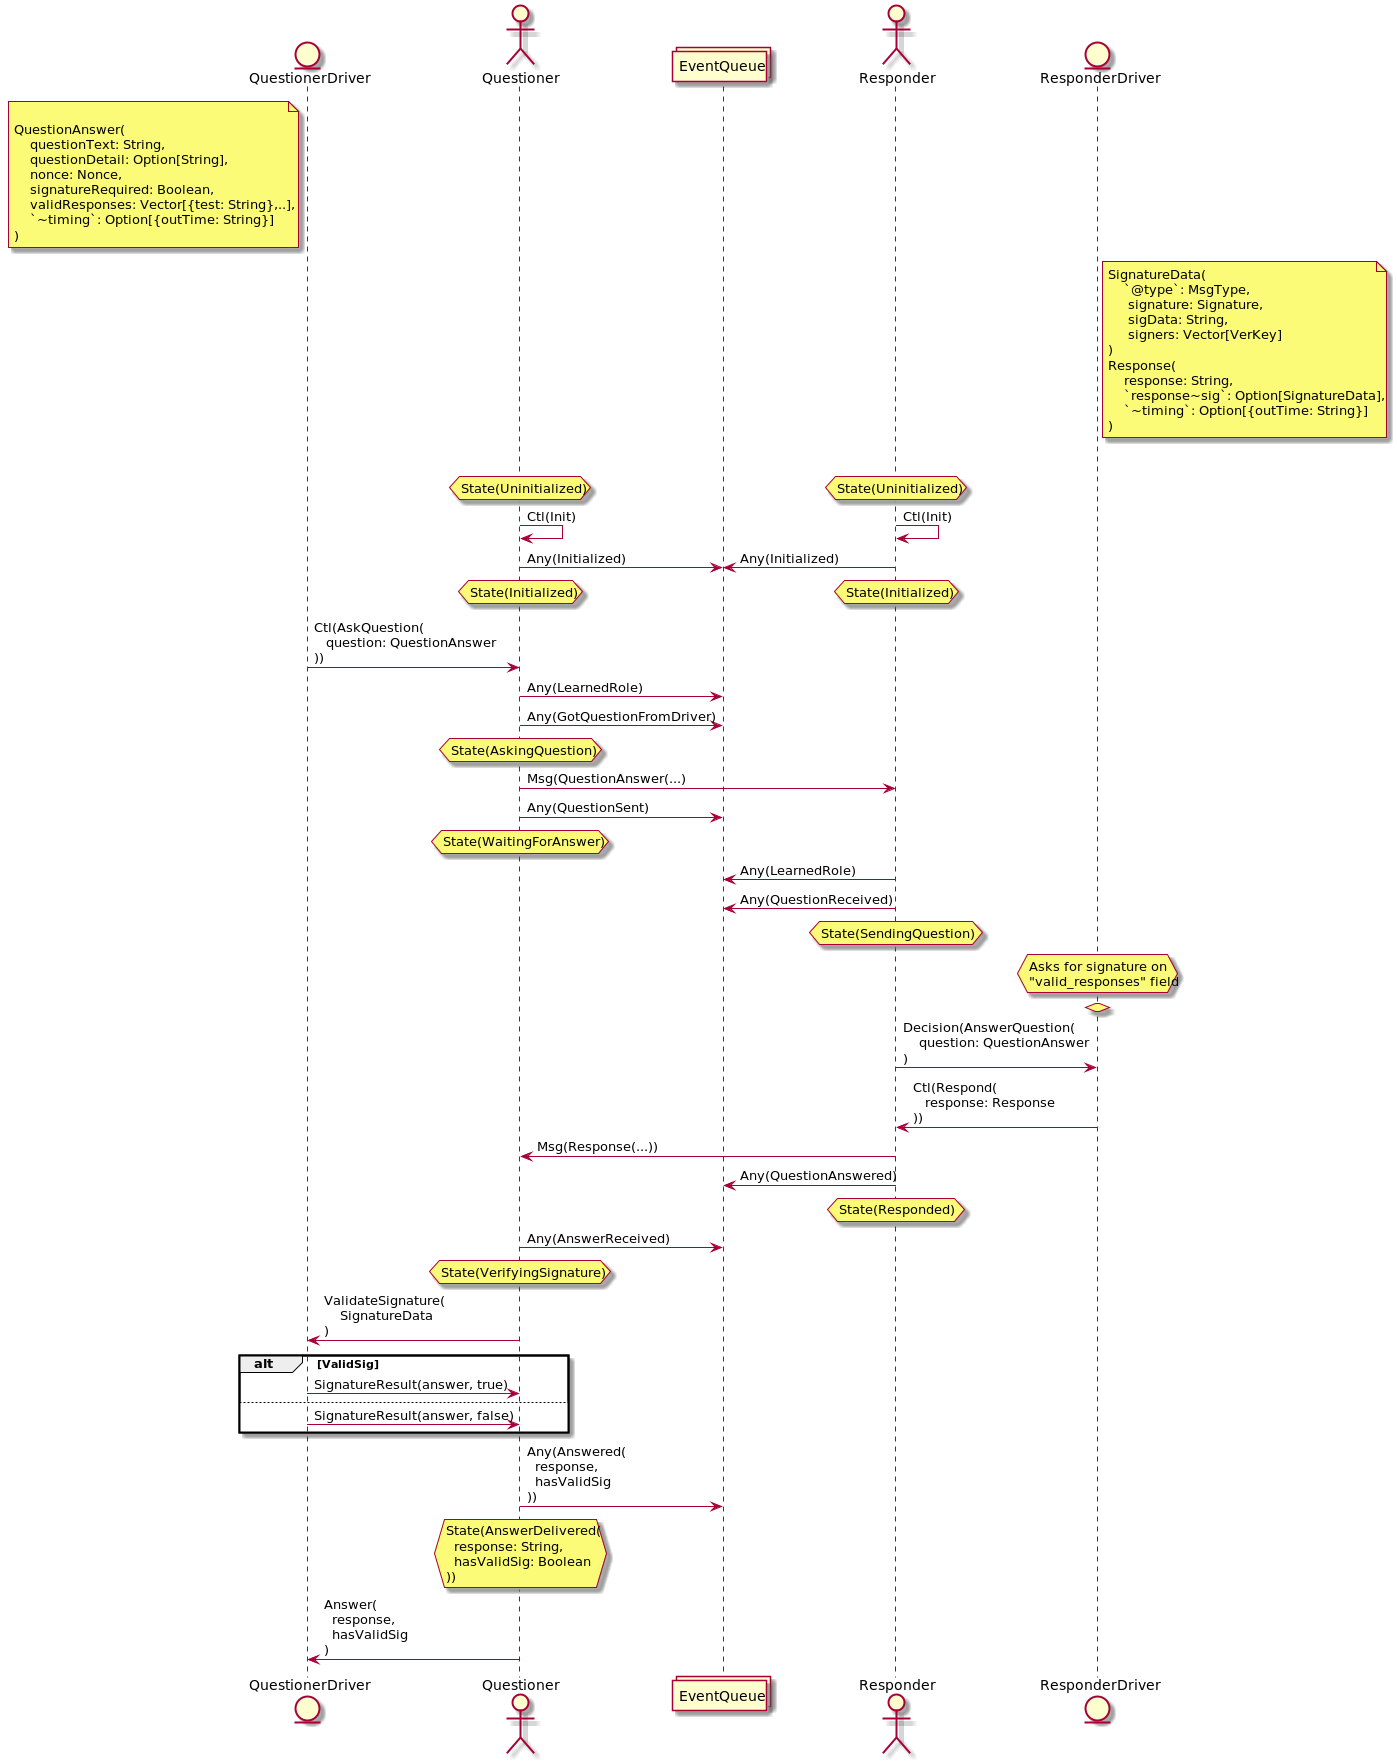 QuestionerDriver
Questioner
EventQueue
Responder
ResponderDriver
QuestionAnswer(
questionText: String,
questionDetail: Option[String],
nonce: Nonce,
signatureRequired: Boolean,
validResponses: Vector[{test: String},..],
`~timing`: Option[{outTime: String}]
)
SignatureData(
`@type`: MsgType,
signature: Signature,
sigData: String,
signers: Vector[VerKey]
)
Response(
response: String,
`response~sig`: Option[SignatureData],
`~timing`: Option[{outTime: String}]
)
State(Uninitialized)
State(Uninitialized)
Ctl(Init)
Ctl(Init)
Any(Initialized)
Any(Initialized)
State(Initialized)
State(Initialized)
Ctl(AskQuestion(
question: QuestionAnswer
))
Any(LearnedRole)
Any(GotQuestionFromDriver)
State(AskingQuestion)
Msg(QuestionAnswer(...)
Any(QuestionSent)
State(WaitingForAnswer)
Any(LearnedRole)
Any(QuestionReceived)
State(SendingQuestion)
Asks for signature on
"valid_responses" field
Decision(AnswerQuestion(
question: QuestionAnswer
)
Ctl(Respond(
response: Response
))
Msg(Response(...))
Any(QuestionAnswered)
State(Responded)
Any(AnswerReceived)
State(VerifyingSignature)
ValidateSignature(
SignatureData
)
alt
[ValidSig]
SignatureResult(answer, true)
SignatureResult(answer, false)
Any(Answered(
response,
hasValidSig
))
State(AnswerDelivered(
response: String,
hasValidSig: Boolean
))
Answer(
response,
hasValidSig
)
QuestionerDriver
Questioner
EventQueue
Responder
ResponderDriver